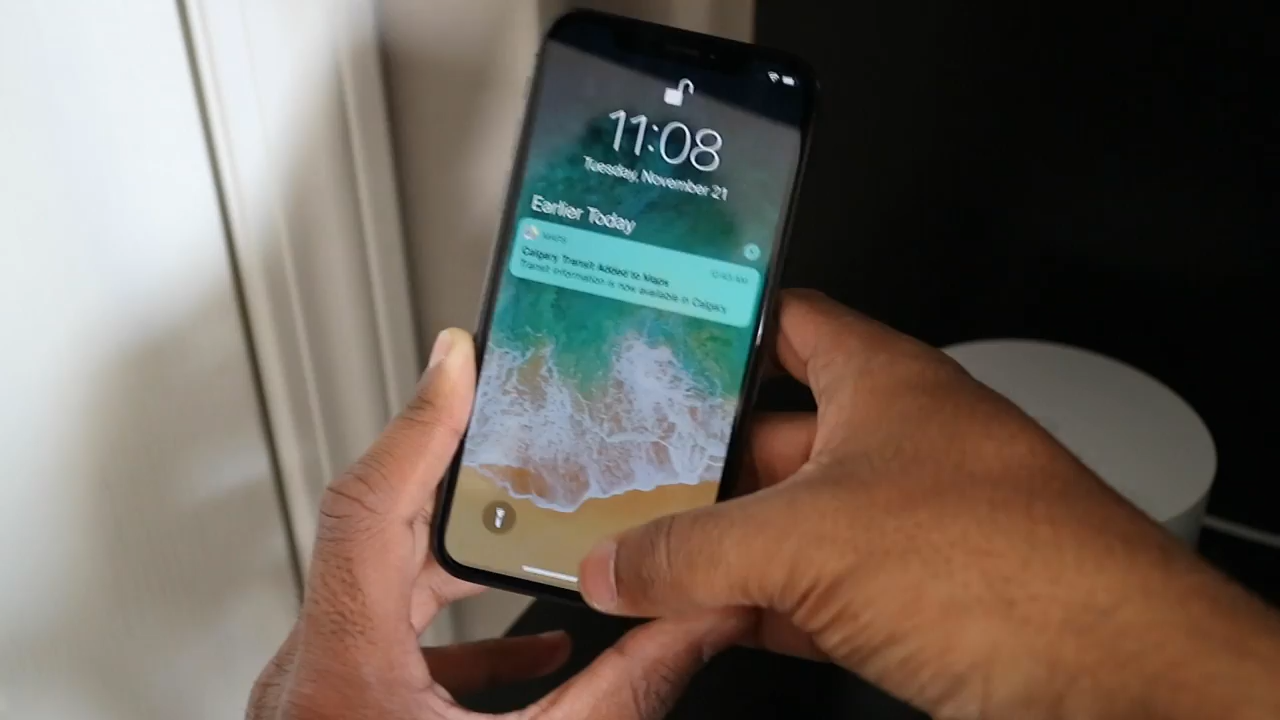 11:08
Tuesday, November 21
Earlier Today
MAPS
Calgary Transit Added to Maps
Transit information is now available in Calgary